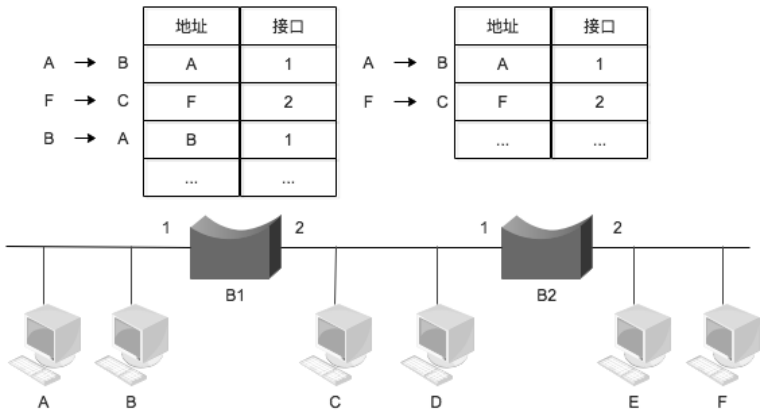 地址 接口 地址 接口
A → B A 1 A → B A 1
F → C F 2 F → C F 2
B → A B 1 ... ...
... ...
1 2 1 2
B1 B2
A B C D E F